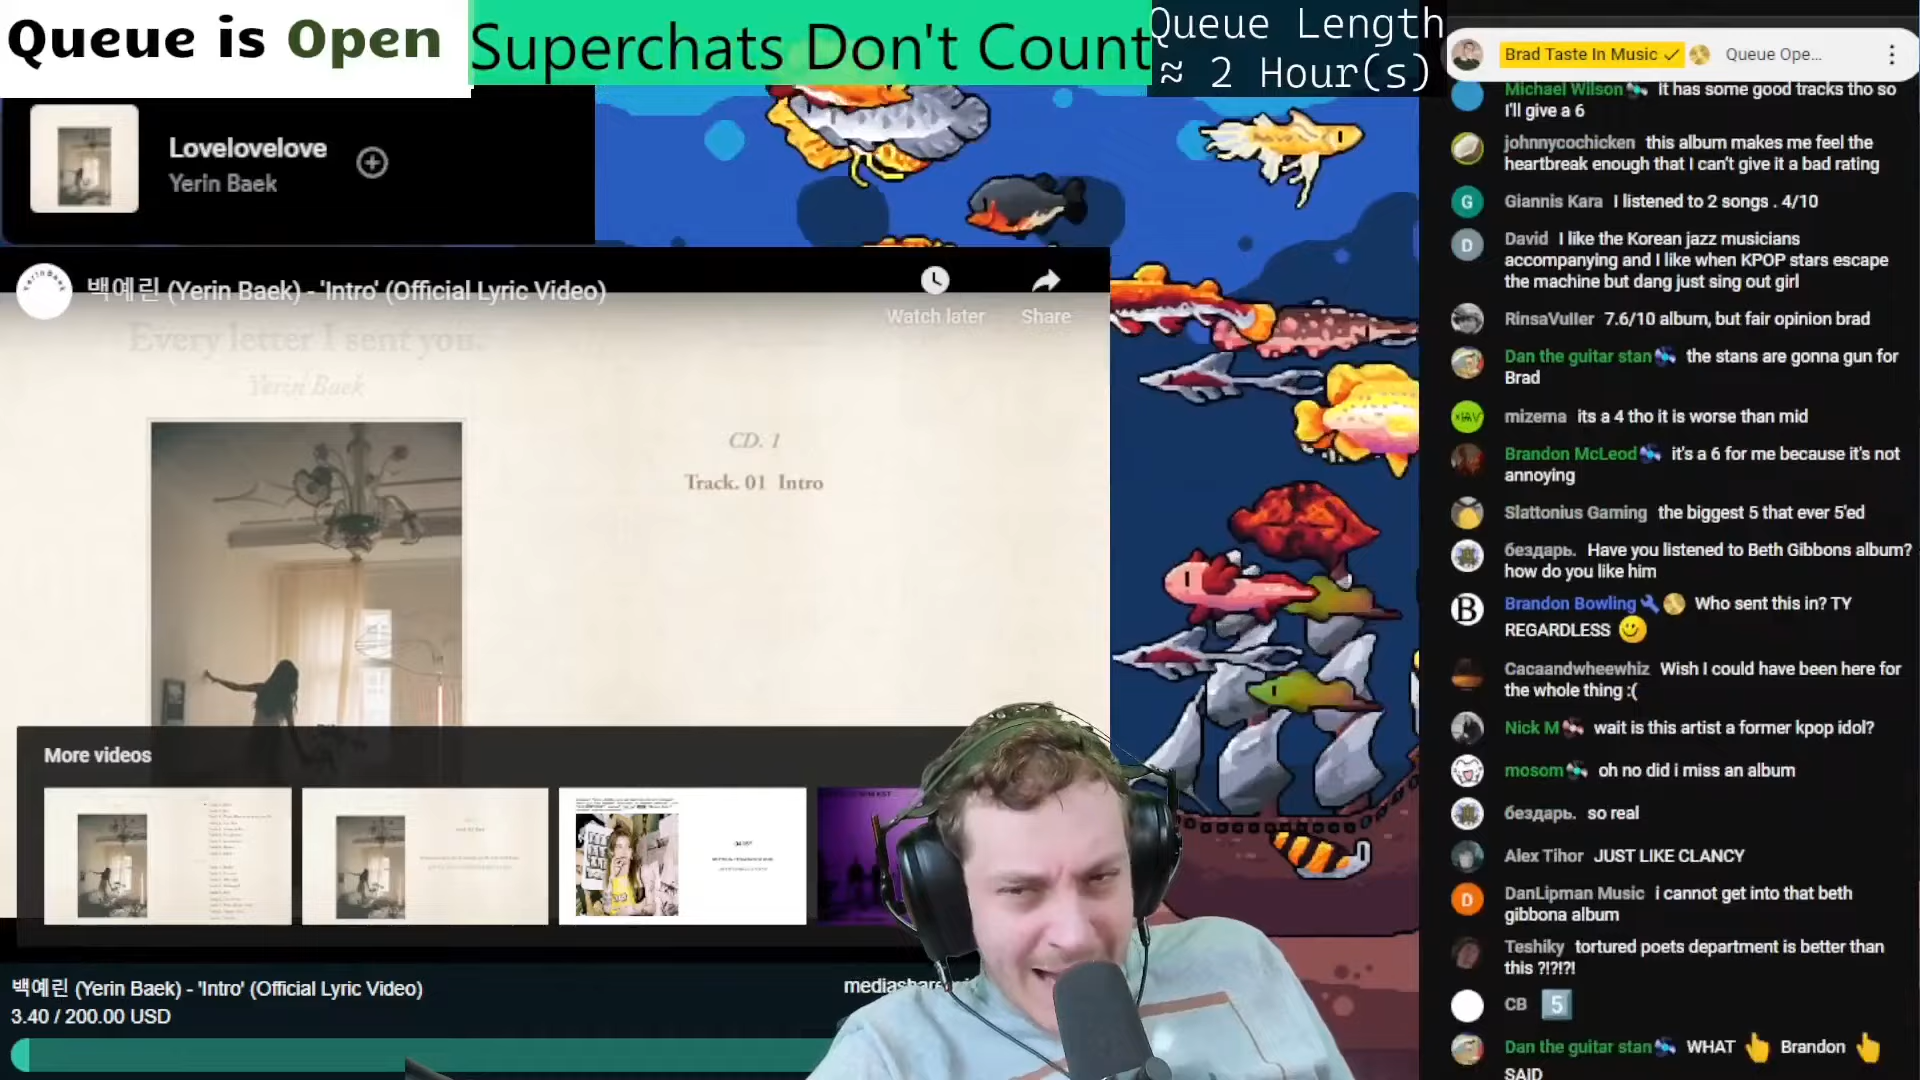 Queue is Open
Superchats Don't Count
Queue Length
≈ 2 Hour(s)
Lovelovelove
Yerin Baek
백예린 (Yerin Baek) - 'Intro' (Official Lyric Video)
Watch later
Share
Every letter I sent you.
Yerin Baek
CD. 1
Track. 01 Intro
More videos
백예린 (Yerin Baek) - 'Intro' (Official Lyric Video)
3.40 / 200.00 USD
Brad Taste In Music
Queue Ope...
Michael Wilson It has some good tracks tho so
I'll give a 6
johnnycochicken this album makes me feel the
heartbreak enough that I can't give it a bad rating
G
Giannis Kara I listened to 2 songs . 4/10
D
David I like the Korean jazz musicians
accompanying and I like when KPOP stars escape
the machine but dang just sing out girl
RinsaVuller 7.6/10 album, but fair opinion brad
Dan the guitar stan the stans are gonna gun for
Brad
mizema its a 4 tho it is worse than mid
Brandon McLeod it's a 6 for me because it's not
annoying
Slattonius Gaming the biggest 5 that ever 5'ed
бездарь. Have you listened to Beth Gibbons album?
how do you like him
B
Brandon Bowling Who sent this in? TY
REGARDLESS
Cacaandwheewhiz Wish I could have been here for
the whole thing :(
Nick M wait is this artist a former kpop idol?
mosom oh no did i miss an album
бездарь. so real
Alex Tihor JUST LIKE CLANCY
D
DanLipman Music i cannot get into that beth
gibbona album
Teshiky tortured poets department is better than
this ?!?!?!
CB 5
Dan the guitar stan WHAT 👆 Brandon 👆
SAID